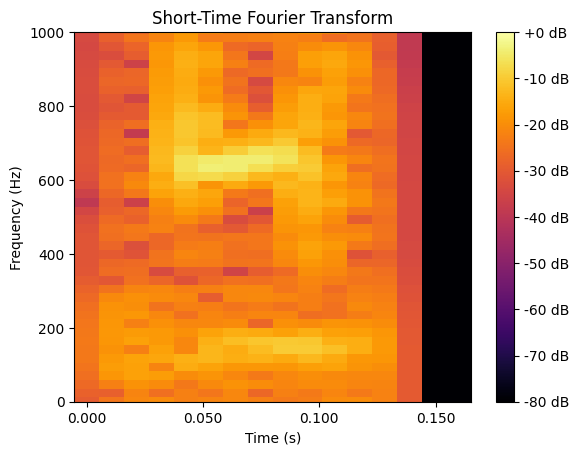 Short-Time Fourier Transform
1000
800
600
400
200
0
Frequency (Hz)
0.000
0.050
0.100
0.150
Time (s)
+0 dB
-10 dB
-20 dB
-30 dB
-40 dB
-50 dB
-60 dB
-70 dB
-80 dB